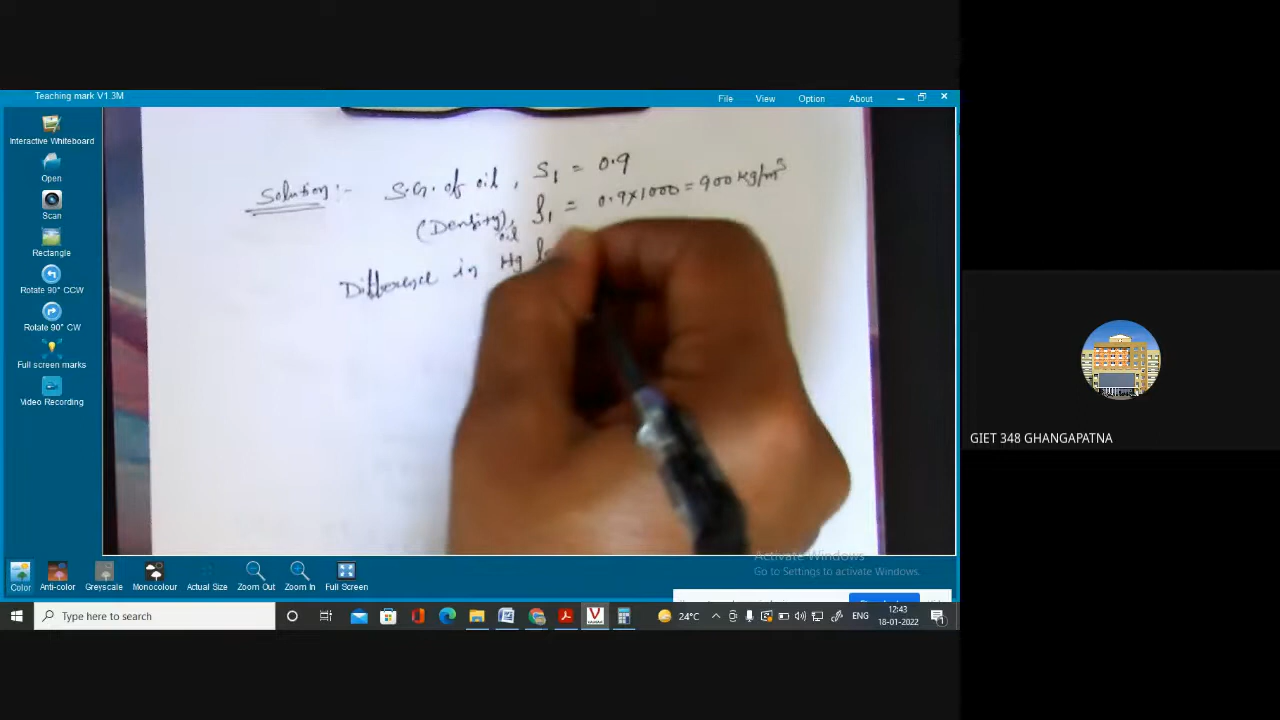 Teaching mark V1.3M
File View Option About
Interactive Whiteboard
Open
Scan
Rectangle
Rotate 90° CCW
Rotate 90° CW
Full screen marks
Video Recording
Solution:- S.G. of oil, S₁ = 0.9
(Density), ρ₁ = 0.9×1000 = 900 kg/m³
oil
Difference in Hg
GIET 348 GHANGAPATNA
Activate Windows
Go to Settings to activate Windows.
Color Anti-color Greyscale Monocolour Actual Size Zoom Out Zoom In Full Screen
Type here to search
24°C ENG 12:43
18-01-2022